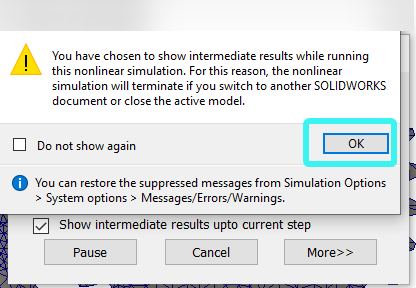 You have chosen to show intermediate results while running
this nonlinear simulation. For this reason, the nonlinear
simulation will terminate if you switch to another SOLIDWORKS
document or close the active model.
Do not show again
OK
You can restore the suppressed messages from Simulation Options
> System options > Messages/Errors/Warnings.
Show intermediate results upto current step
Pause
Cancel
More>>